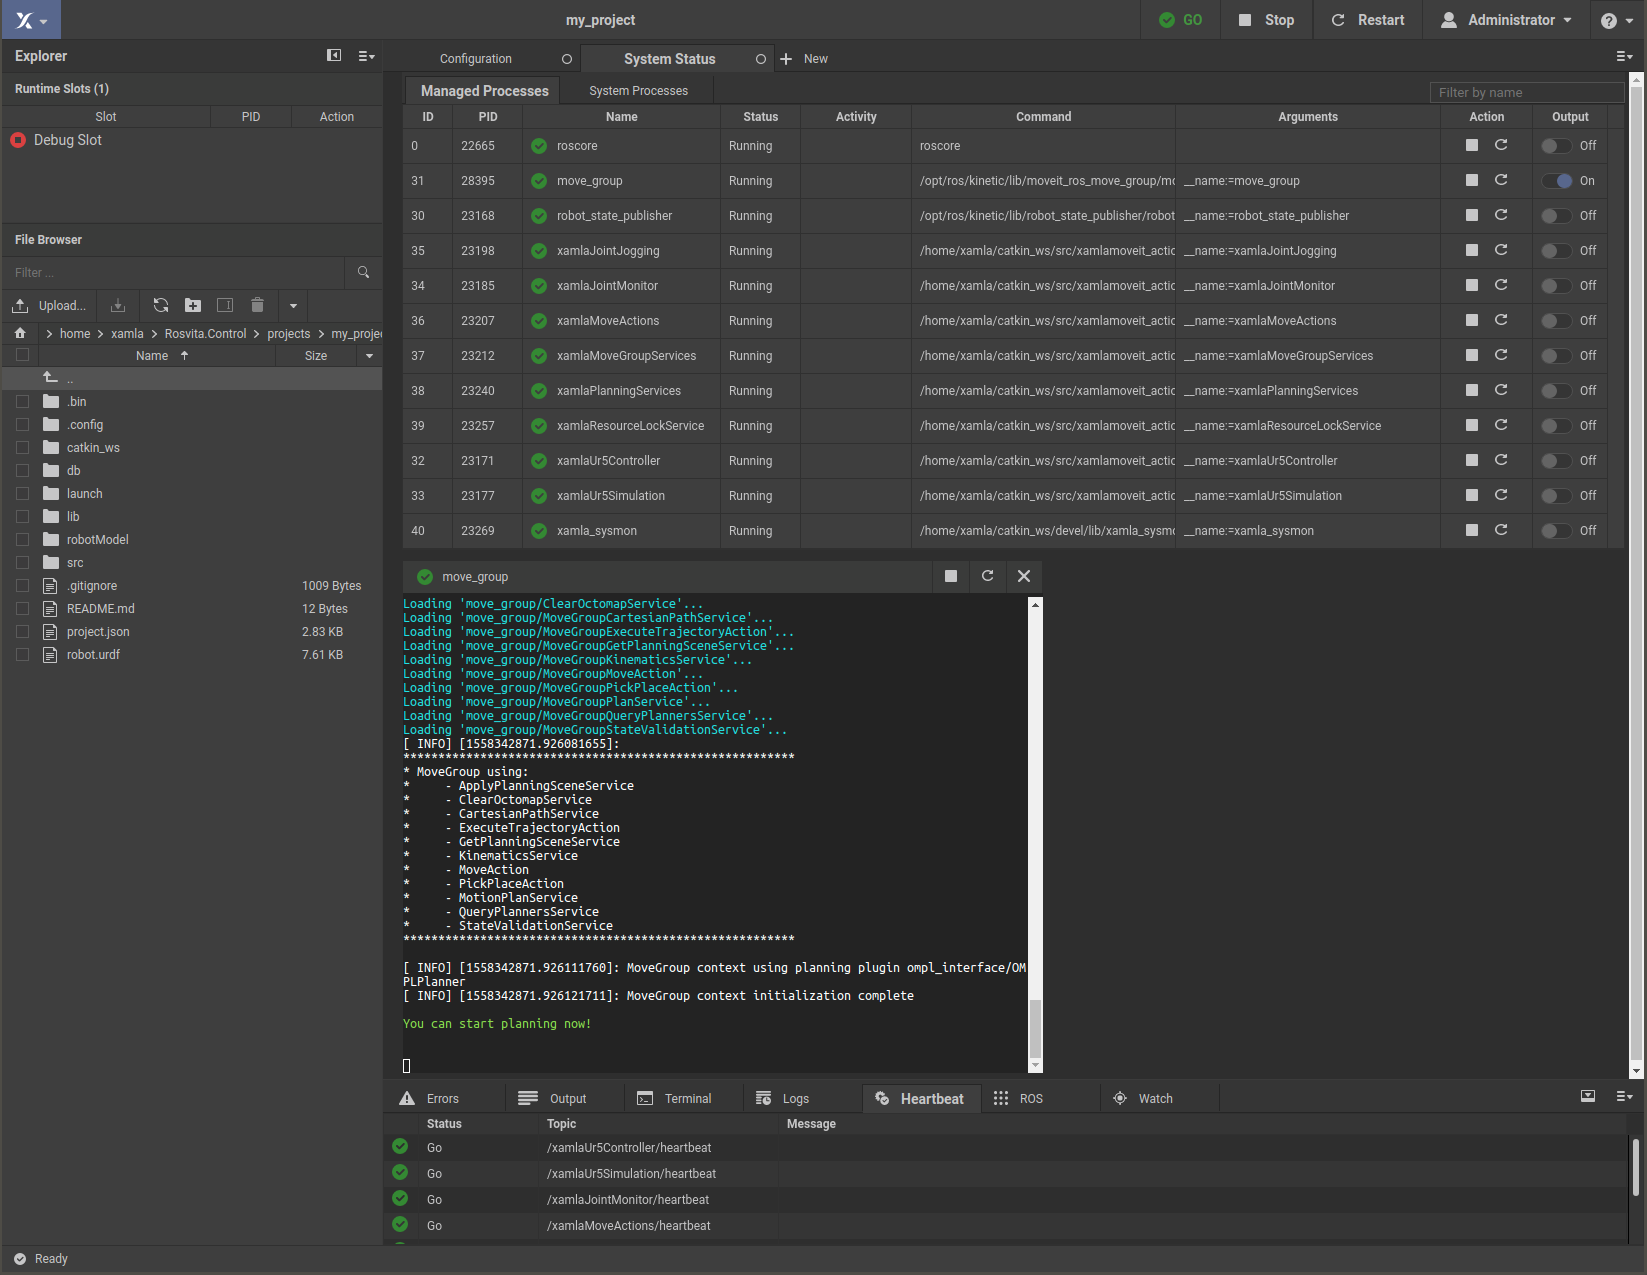 my_project
GO
Stop
Restart
Administrator
?
Explorer
Runtime Slots (1)
Slot PID Action
Debug Slot
File Browser
Filter ...
Upload...
> home > xamla > Rosvita.Control > projects > my_projec
Name Size
..
.bin
.config
catkin_ws
db
launch
lib
robotModel
src
.gitignore 1009 Bytes
README.md 12 Bytes
project.json 2.83 KB
robot.urdf 7.61 KB
Configuration
System Status
New
Managed Processes
System Processes
Filter by name
ID PID Name Status Activity Command Arguments Action Output
0 22665 roscore Running roscore Off
31 28395 move_group Running /opt/ros/kinetic/lib/moveit_ros_move_group/mo __name:=move_group On
30 23168 robot_state_publisher Running /opt/ros/kinetic/lib/robot_state_publisher/robot __name:=robot_state_publisher Off
35 23198 xamlaJointJogging Running /home/xamla/catkin_ws/src/xamlamoveit_actic __name:=xamlaJointJogging Off
34 23185 xamlaJointMonitor Running /home/xamla/catkin_ws/src/xamlamoveit_actic __name:=xamlaJointMonitor Off
36 23207 xamlaMoveActions Running /home/xamla/catkin_ws/src/xamlamoveit_actic __name:=xamlaMoveActions Off
37 23212 xamlaMoveGroupServices Running /home/xamla/catkin_ws/src/xamlamoveit_actic __name:=xamlaMoveGroupServices Off
38 23240 xamlaPlanningServices Running /home/xamla/catkin_ws/src/xamlamoveit_actic __name:=xamlaPlanningServices Off
39 23257 xamlaResourceLockService Running /home/xamla/catkin_ws/src/xamlamoveit_actic __name:=xamlaResourceLockService Off
32 23171 xamlaUr5Controller Running /home/xamla/catkin_ws/src/xamlamoveit_actic __name:=xamlaUr5Controller Off
33 23177 xamlaUr5Simulation Running /home/xamla/catkin_ws/src/xamlamoveit_actic __name:=xamlaUr5Simulation Off
40 23269 xamla_sysmon Running /home/xamla/catkin_ws/devel/lib/xamla_sysmo __name:=xamla_sysmon Off
move_group
Loading 'move_group/ClearOctomapService'...
Loading 'move_group/MoveGroupCartesianPathService'...
Loading 'move_group/MoveGroupExecuteTrajectoryAction'...
Loading 'move_group/MoveGroupGetPlanningSceneService'...
Loading 'move_group/MoveGroupKinematicsService'...
Loading 'move_group/MoveGroupMoveAction'...
Loading 'move_group/MoveGroupPickPlaceAction'...
Loading 'move_group/MoveGroupPlanService'...
Loading 'move_group/MoveGroupQueryPlannersService'...
Loading 'move_group/MoveGroupStateValidationService'...
[ INFO] [1558342871.926081655]:
********************************************************
* MoveGroup using:
*     - ApplyPlanningSceneService
*     - ClearOctomapService
*     - CartesianPathService
*     - ExecuteTrajectoryAction
*     - GetPlanningSceneService
*     - KinematicsService
*     - MoveAction
*     - PickPlaceAction
*     - MotionPlanService
*     - QueryPlannersService
*     - StateValidationService
********************************************************
[ INFO] [1558342871.926111760]: MoveGroup context using planning plugin ompl_interface/OM
PLPlanner
[ INFO] [1558342871.926121711]: MoveGroup context initialization complete
You can start planning now!
Errors
Output
Terminal
Logs
Heartbeat
ROS
Watch
Status Topic Message
Go /xamlaUr5Controller/heartbeat
Go /xamlaUr5Simulation/heartbeat
Go /xamlaJointMonitor/heartbeat
Go /xamlaMoveActions/heartbeat
Ready